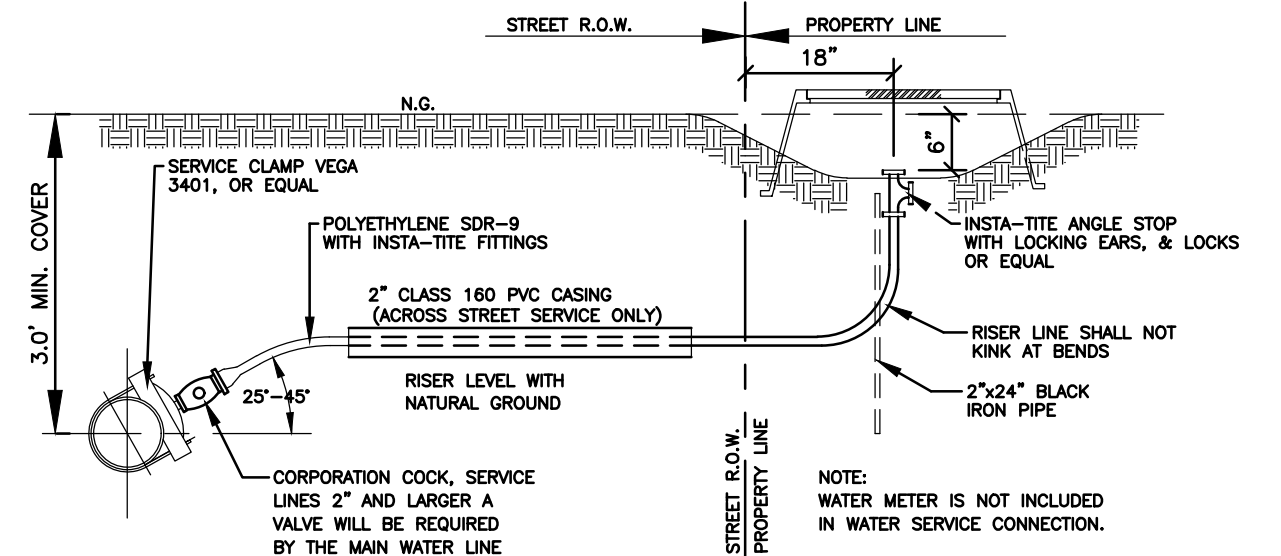 STREET R.O.W.
PROPERTY LINE
18"
N.G.
6"
SERVICE CLAMP VEGA
3401, OR EQUAL
3.0' MIN. COVER
POLYETHYLENE SDR-9
WITH INSTA-TITE FITTINGS
INSTA-TITE ANGLE STOP
WITH LOCKING EARS, & LOCKS
OR EQUAL
2" CLASS 160 PVC CASING
(ACROSS STREET SERVICE ONLY)
RISER LINE SHALL NOT
KINK AT BENDS
25°-45°
RISER LEVEL WITH
NATURAL GROUND
2"x24" BLACK
IRON PIPE
STREET R.O.W.
PROPERTY LINE
CORPORATION COCK, SERVICE
LINES 2" AND LARGER A
VALVE WILL BE REQUIRED
BY THE MAIN WATER LINE
NOTE:
WATER METER IS NOT INCLUDED
IN WATER SERVICE CONNECTION.